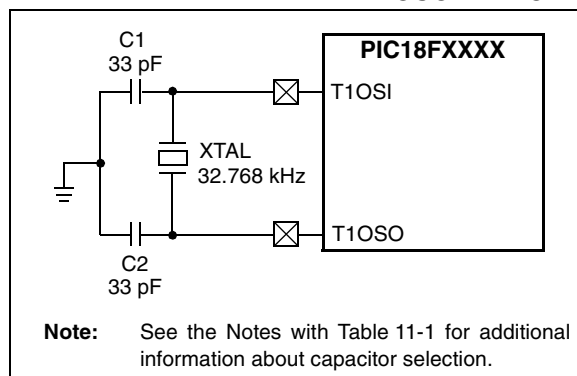 C1
33 pF
PIC18FXXXX
T1OSI
XTAL
32.768 kHz
T1OSO
C2
33 pF
Note: See the Notes with Table 11-1 for additional
information about capacitor selection.